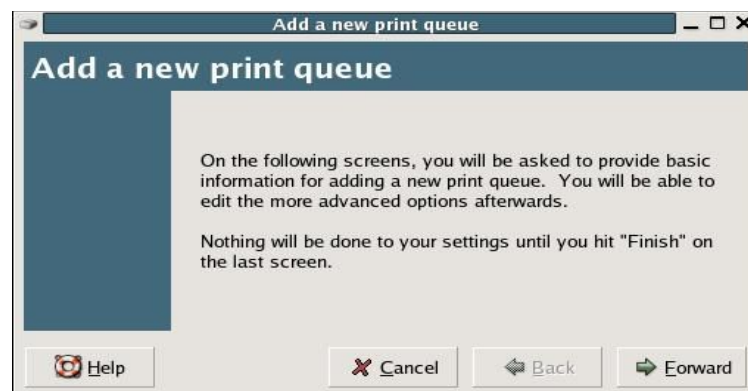 Add a new print queue
Add a new print queue
On the following screens, you will be asked to provide basic
information for adding a new print queue.  You will be able to
edit the more advanced options afterwards.
Nothing will be done to your settings until you hit "Finish" on
the last screen.
Help
Cancel
Back
Forward